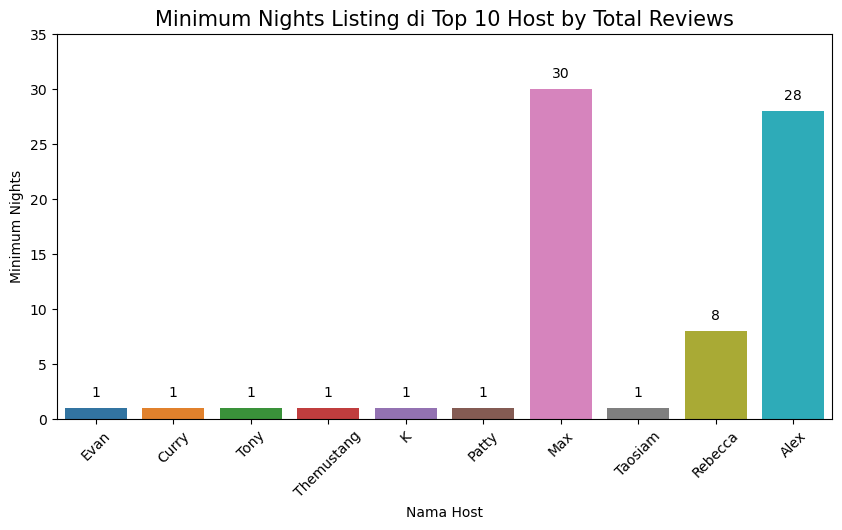 Minimum Nights Listing di Top 10 Host by Total Reviews
35
30
25
20
15
10
5
0
Minimum Nights
1
1
1
1
1
1
30
1
8
28
Evan
Curry
Tony
Themustang
K
Patty
Max
Taosiam
Rebecca
Alex
Nama Host